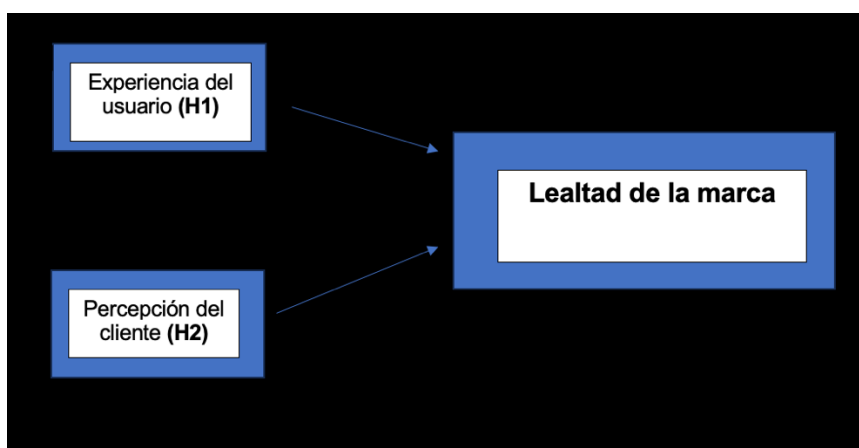 Experiencia del
usuario (H1)
Lealtad de la marca
Percepción del
cliente (H2)